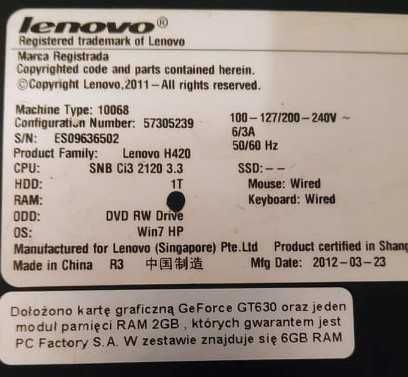 lenovo®
Registered trademark of Lenovo
Marca Registrada
Copyrighted code and parts contained herein.
©Copyright Lenovo,2011–All rights reserved.
Machine Type: 10068
Configuration Number: 57305239 100-127/200-240V ~
S/N: ES09636502 6/3A
Product Family: Lenovo H420 50/60 Hz
CPU: SNB Ci3 2120 3.3 SSD:--
HDD: 1T Mouse: Wired
RAM: Keyboard: Wired
ODD: DVD RW Drive
OS: Win7 HP
Manufactured for Lenovo (Singapore) Pte.Ltd Product certified in
Made in China R3 中国制造 Mfg Date: 2012-03-23
Dołożono kartę graficzną GeForce GT630 oraz jeden
moduł pamięci RAM 2GB , których gwarantem jest
PC Factory S.A. W zestawie znajduje się 6GB RAM